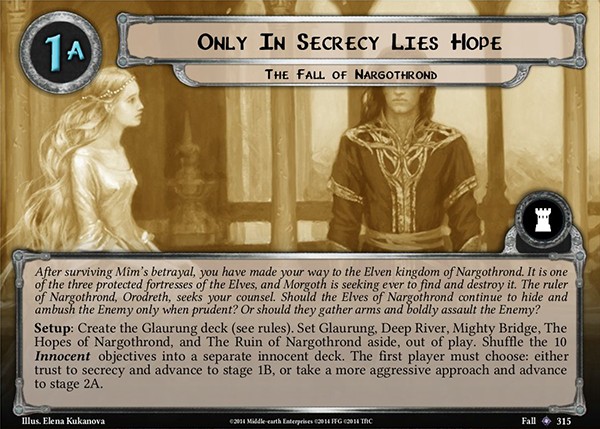 1A
Only In Secrecy Lies Hope
The Fall of Nargothrond
After surviving Mîm's betrayal, you have made your way to the Elven kingdom of Nargothrond. It is one
of the three protected fortresses of the Elves, and Morgoth is seeking ever to find and destroy it. The ruler
of Nargothrond, Orodreth, seeks your counsel. Should the Elves of Nargothrond continue to hide and
ambush the Enemy only when prudent? Or should they gather arms and boldly assault the Enemy?
Setup: Create the Glaurung deck (see rules). Set Glaurung, Deep River, Mighty Bridge, The
Hopes of Nargothrond, and The Ruin of Nargothrond aside, out of play. Shuffle the 10
Innocent objectives into a separate innocent deck. The first player must choose: either
trust to secrecy and advance to stage 1B, or take a more aggressive approach and advance
to stage 2A.
Illus. Elena Kukanova
©2014 Middle-earth Enterprises ©2014 FFG ©2014 TftC
Fall 315